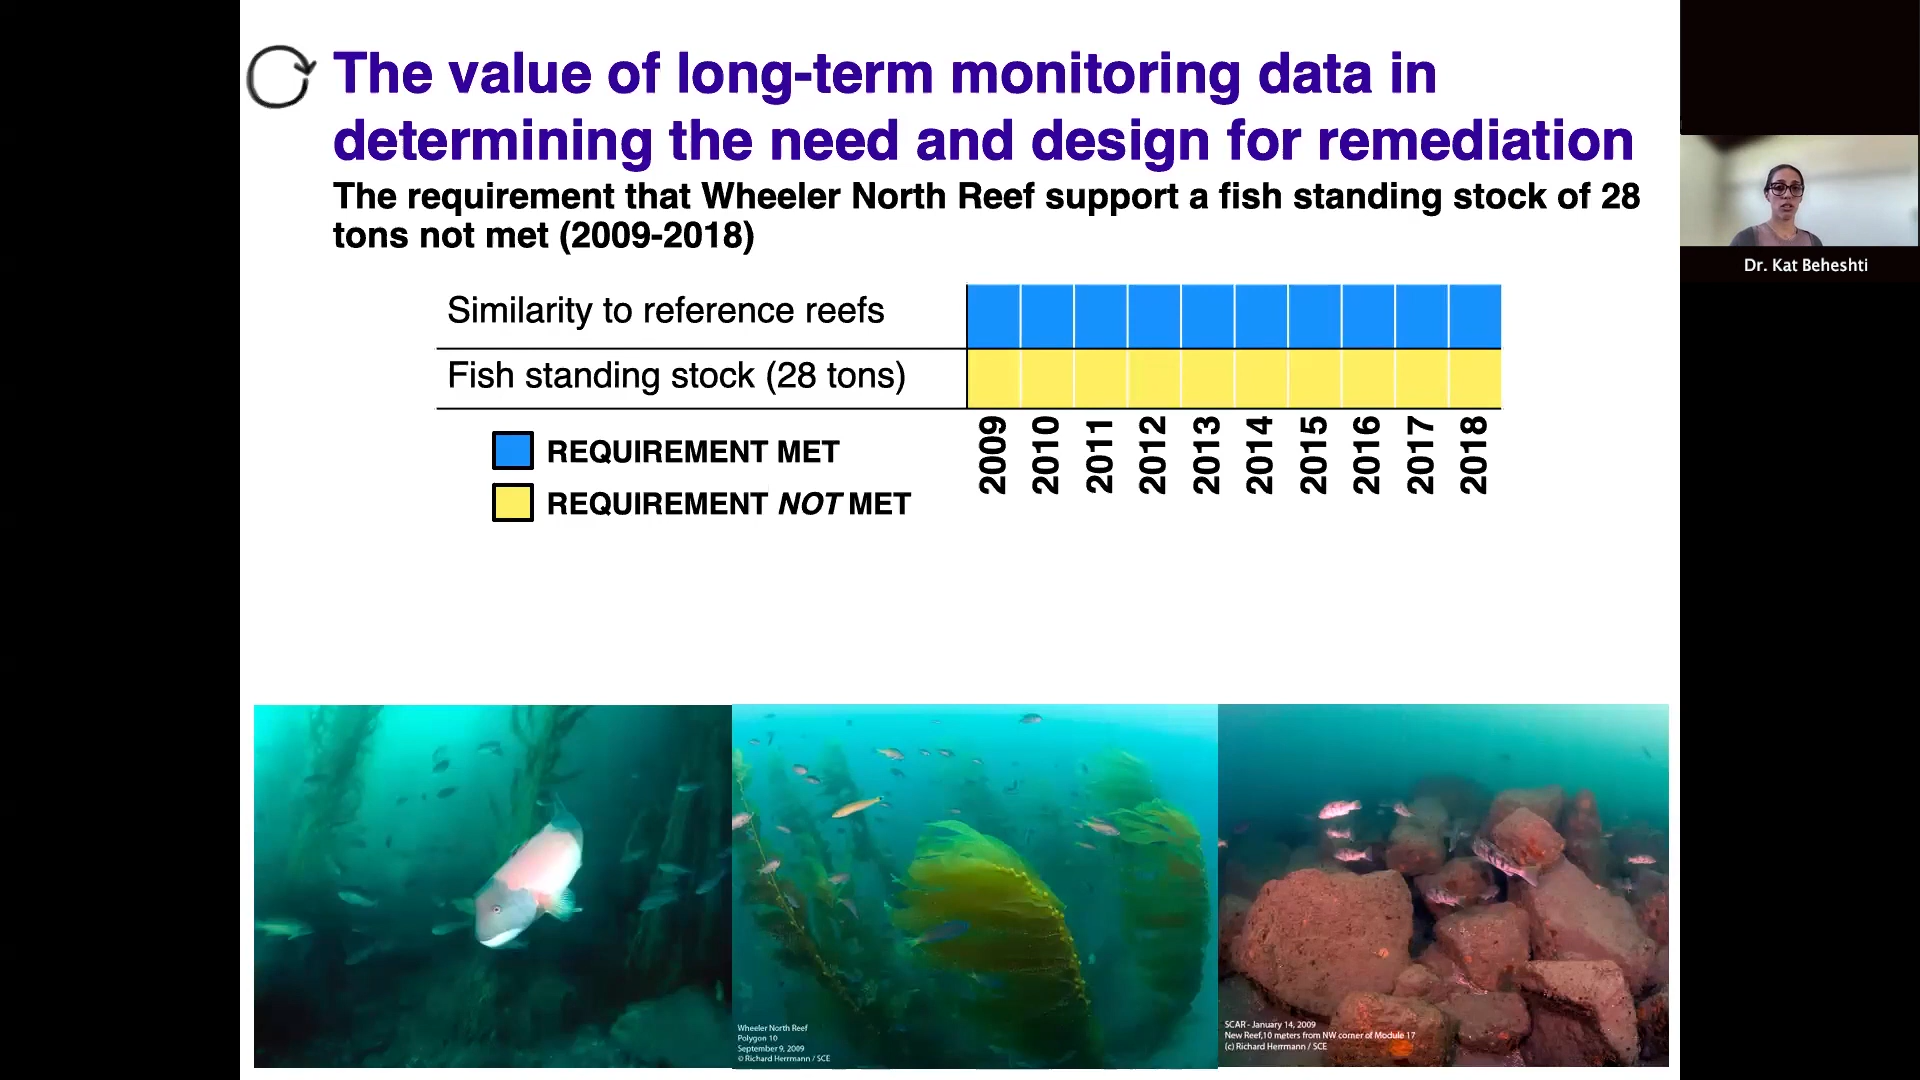 The value of long-term monitoring data in
determining the need and design for remediation
The requirement that Wheeler North Reef support a fish standing stock of 28
tons not met (2009-2018)
Similarity to reference reefs
Fish standing stock (28 tons)
2009 2010 2011 2012 2013 2014 2015 2016 2017 2018
REQUIREMENT MET
REQUIREMENT NOT MET
Wheeler North Reef
Polygon 10
September 9, 2009
© Richard Herrmann / SCE
SCAR - January 14, 2009
New Reef,10 meters from NW corner of Module 17
(c) Richard Herrmann / SCE
Dr. Kat Beheshti